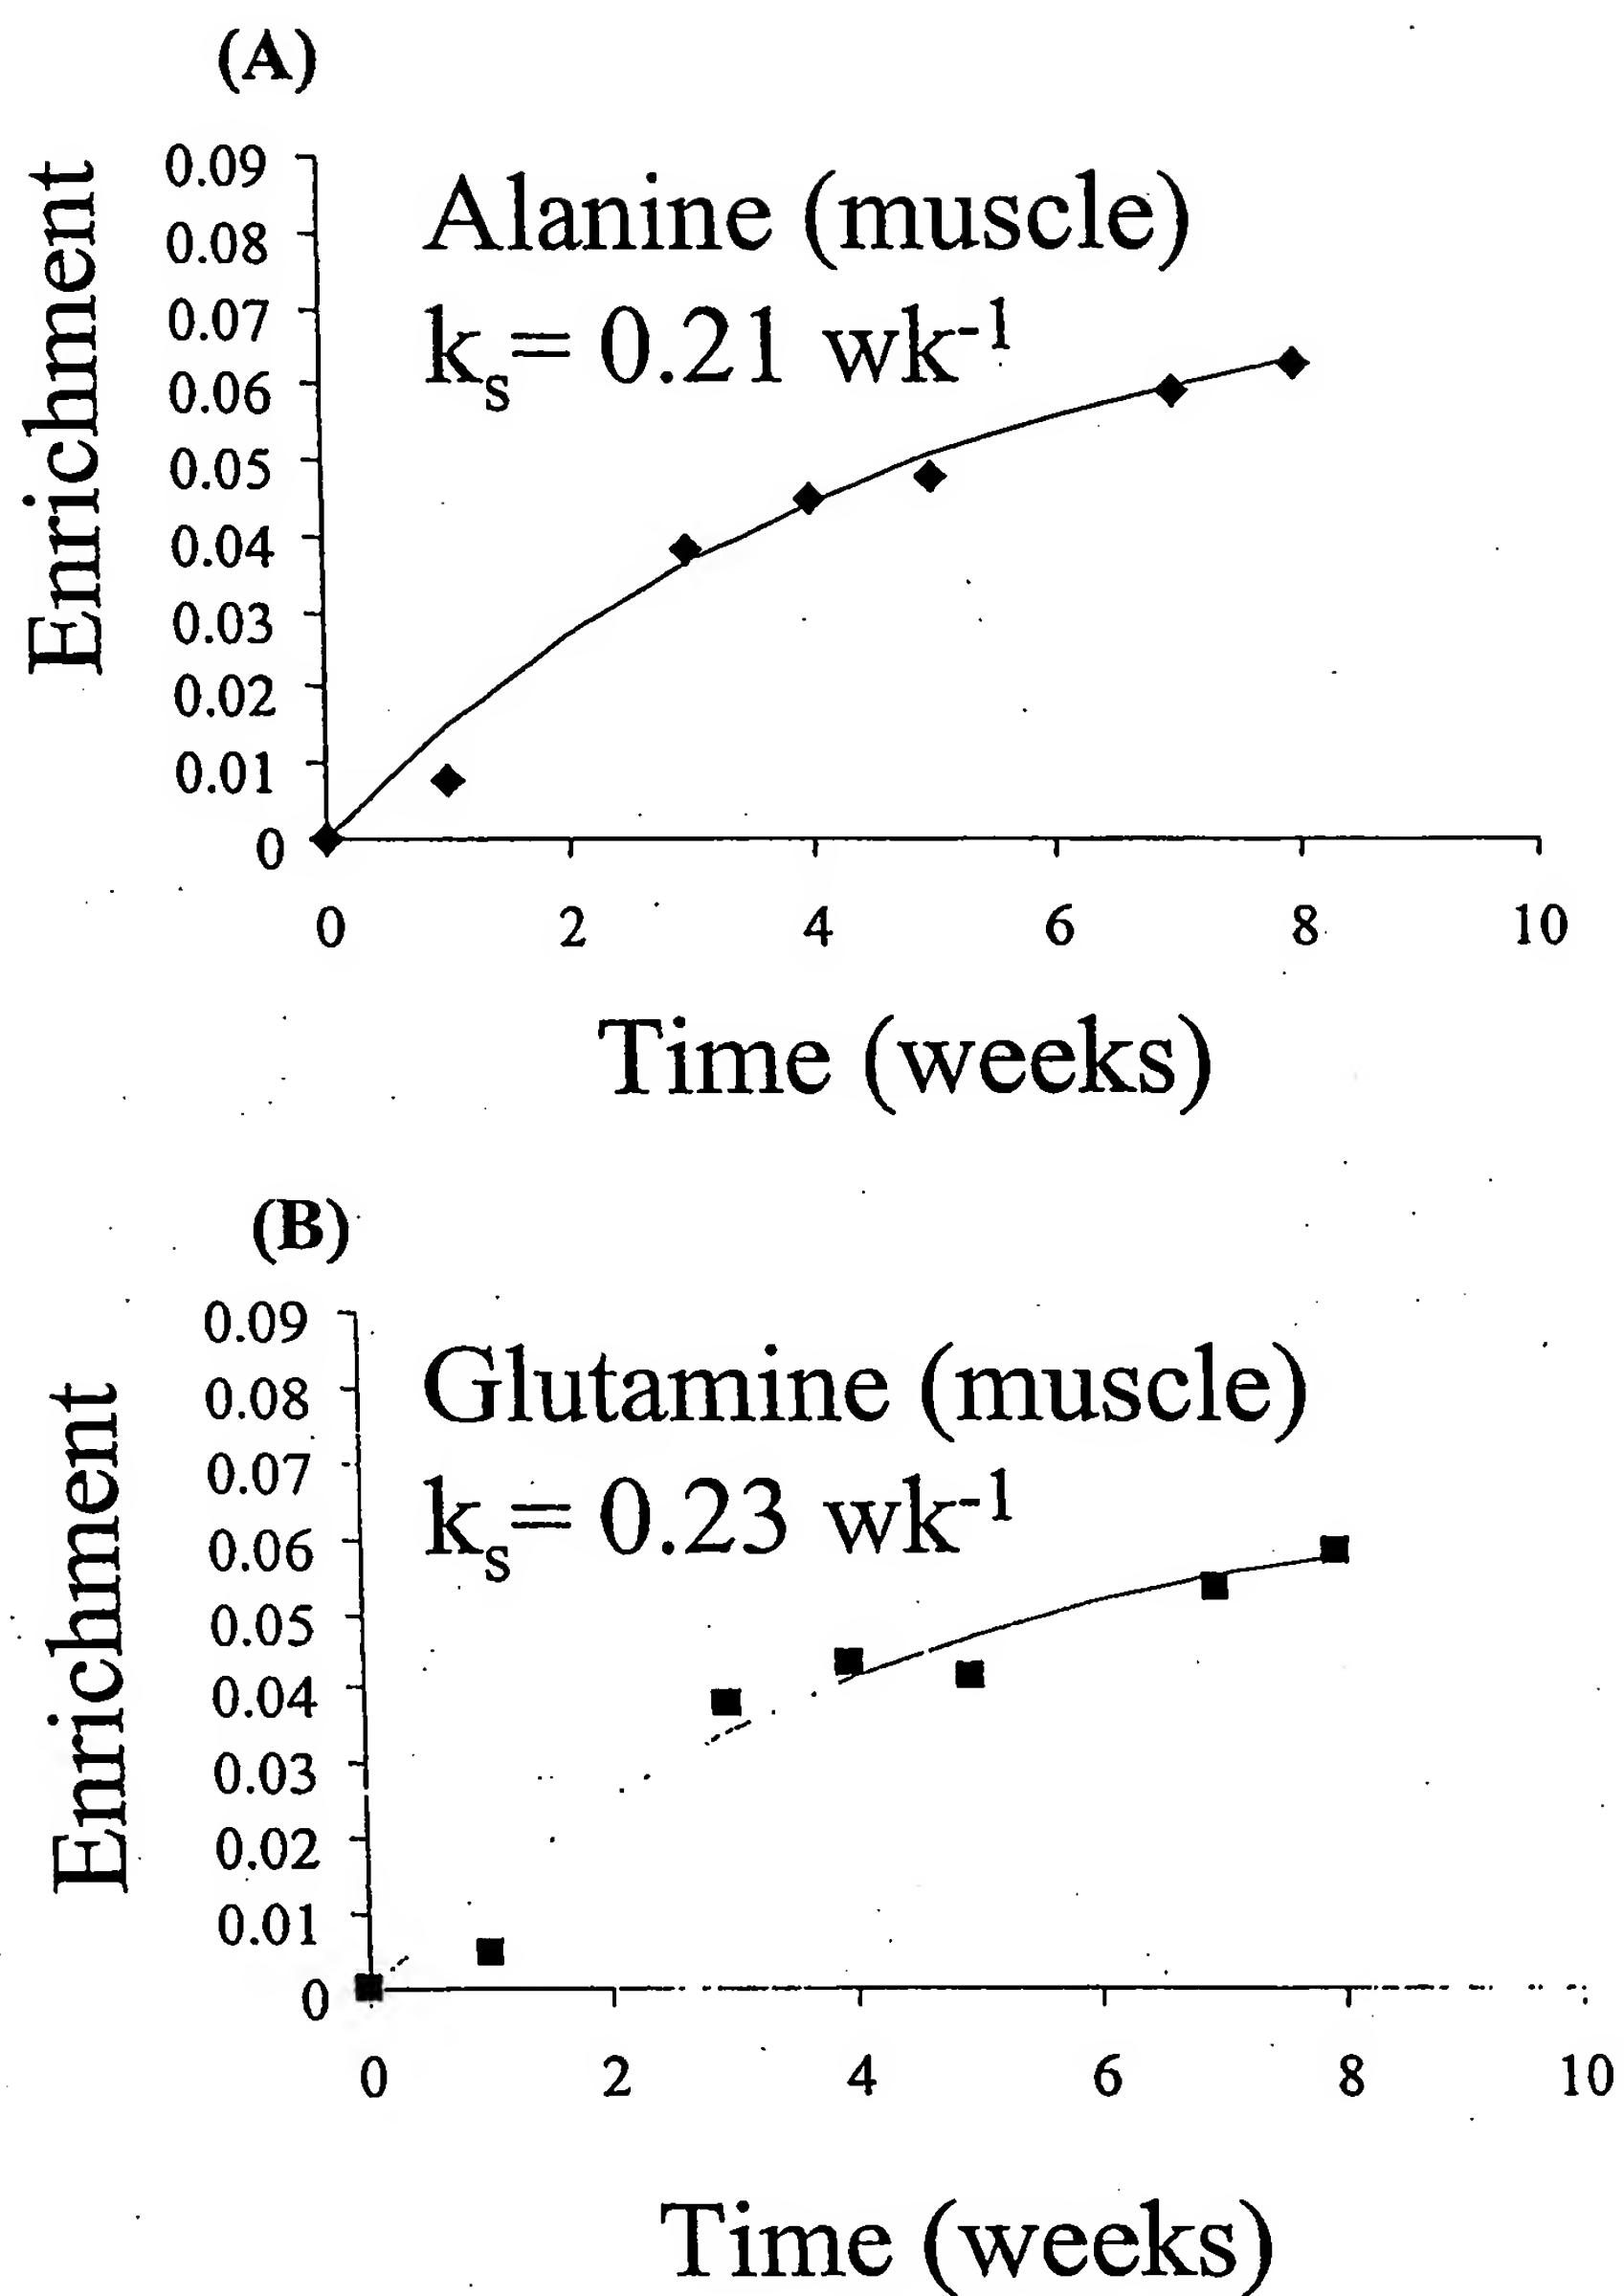 (A)
Enrichment
0.09
0.08
0.07
0.06
0.05
0.04
0.03
0.02
0.01
0
Alanine (muscle)
kₛ= 0.21 wk⁻¹
0 2 4 6 8 10
Time (weeks)
(B)
Enrichment
0.09
0.08
0.07
0.06
0.05
0.04
0.03
0.02
0.01
0
Glutamine (muscle)
kₛ= 0.23 wk⁻¹
0 2 4 6 8 10
Time (weeks)